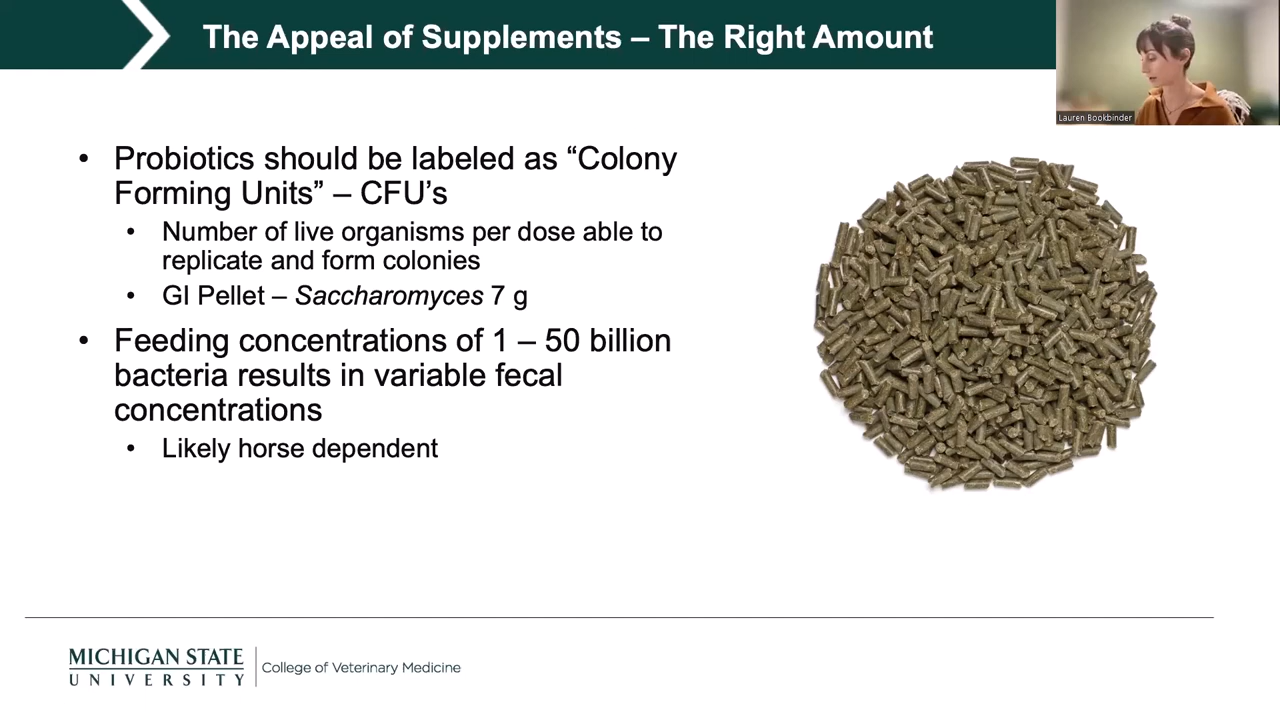 The Appeal of Supplements – The Right Amount
Lauren Bookbinder
• Probiotics should be labeled as “Colony
Forming Units” – CFU’s
• Number of live organisms per dose able to
replicate and form colonies
• GI Pellet – Saccharomyces 7 g
• Feeding concentrations of 1 – 50 billion
bacteria results in variable fecal
concentrations
• Likely horse dependent
MICHIGAN STATE
UNIVERSITY
College of Veterinary Medicine